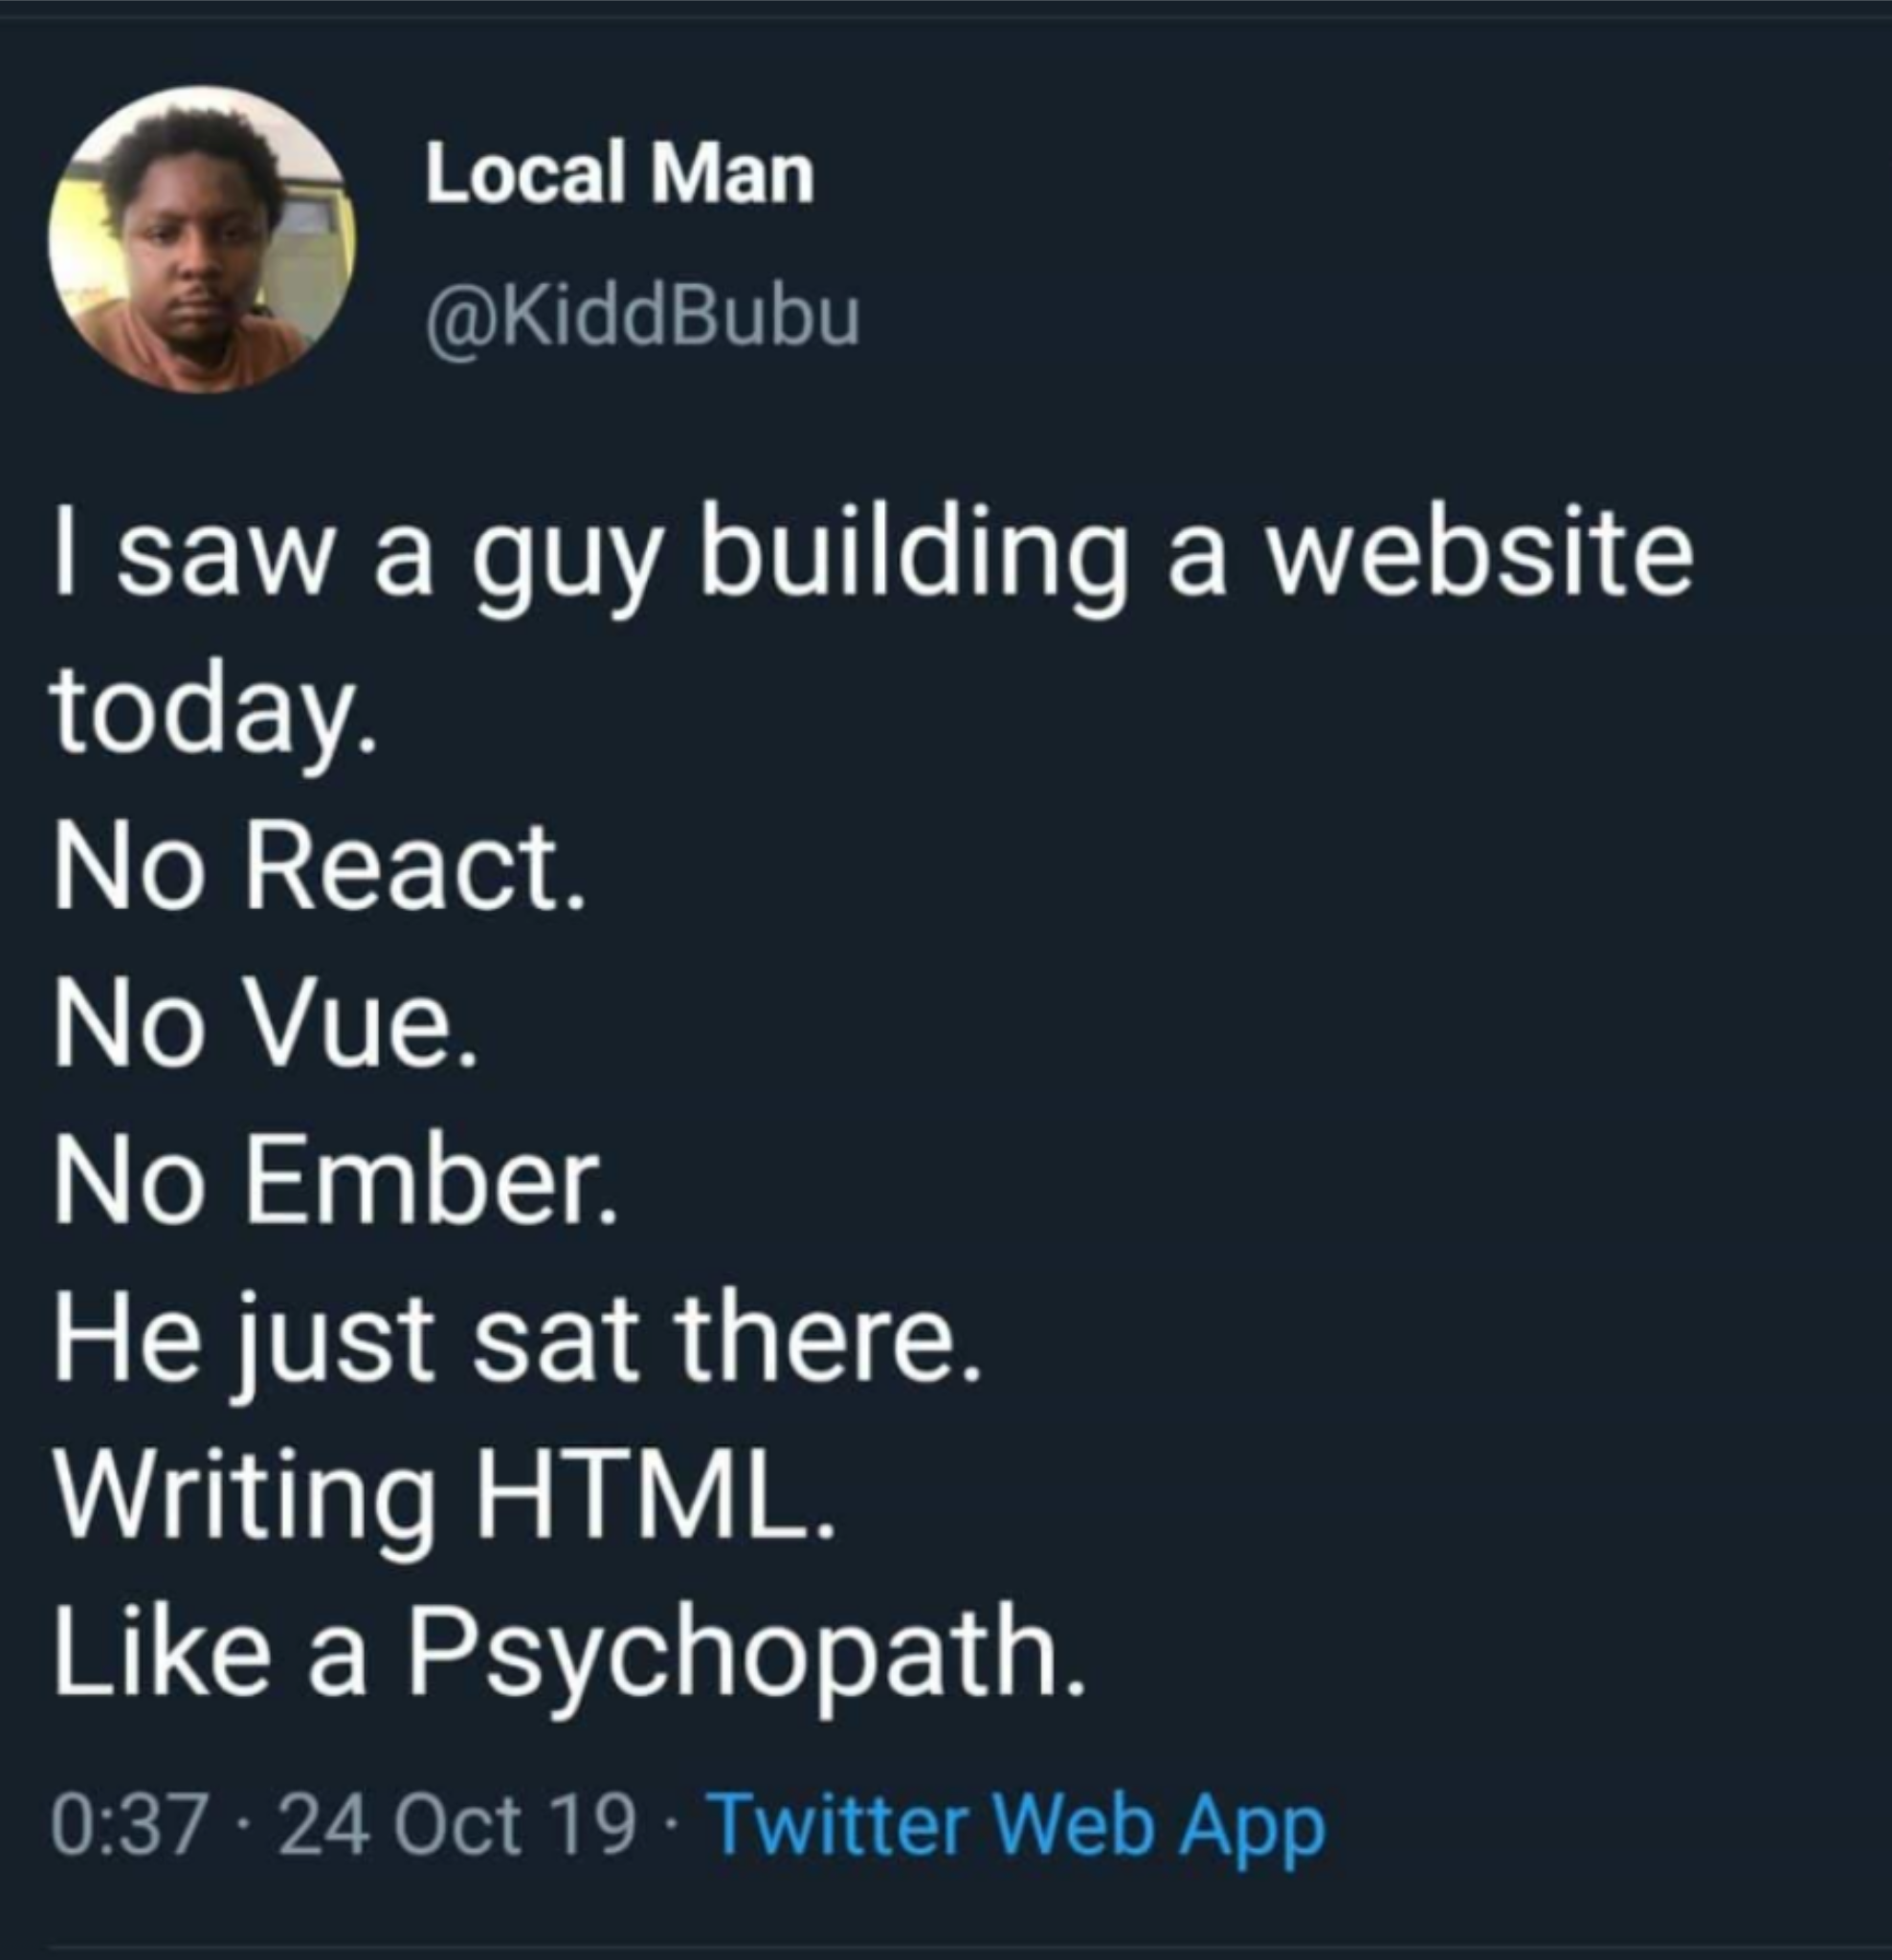 Local Man
@KiddBubu
I saw a guy building a website
today.
No React.
No Vue.
No Ember.
He just sat there.
Writing HTML.
Like a Psychopath.
0:37 · 24 Oct 19 · Twitter Web App